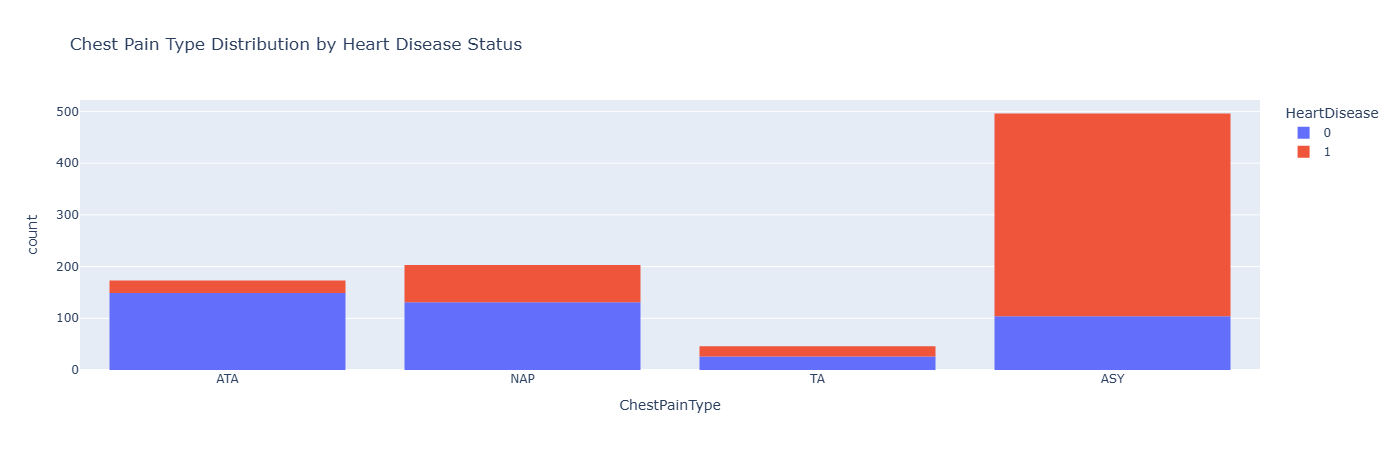 Chest Pain Type Distribution by Heart Disease Status
HeartDisease
0
1
500
400
300
200
100
0
count
ATA NAP TA ASY
ChestPainType